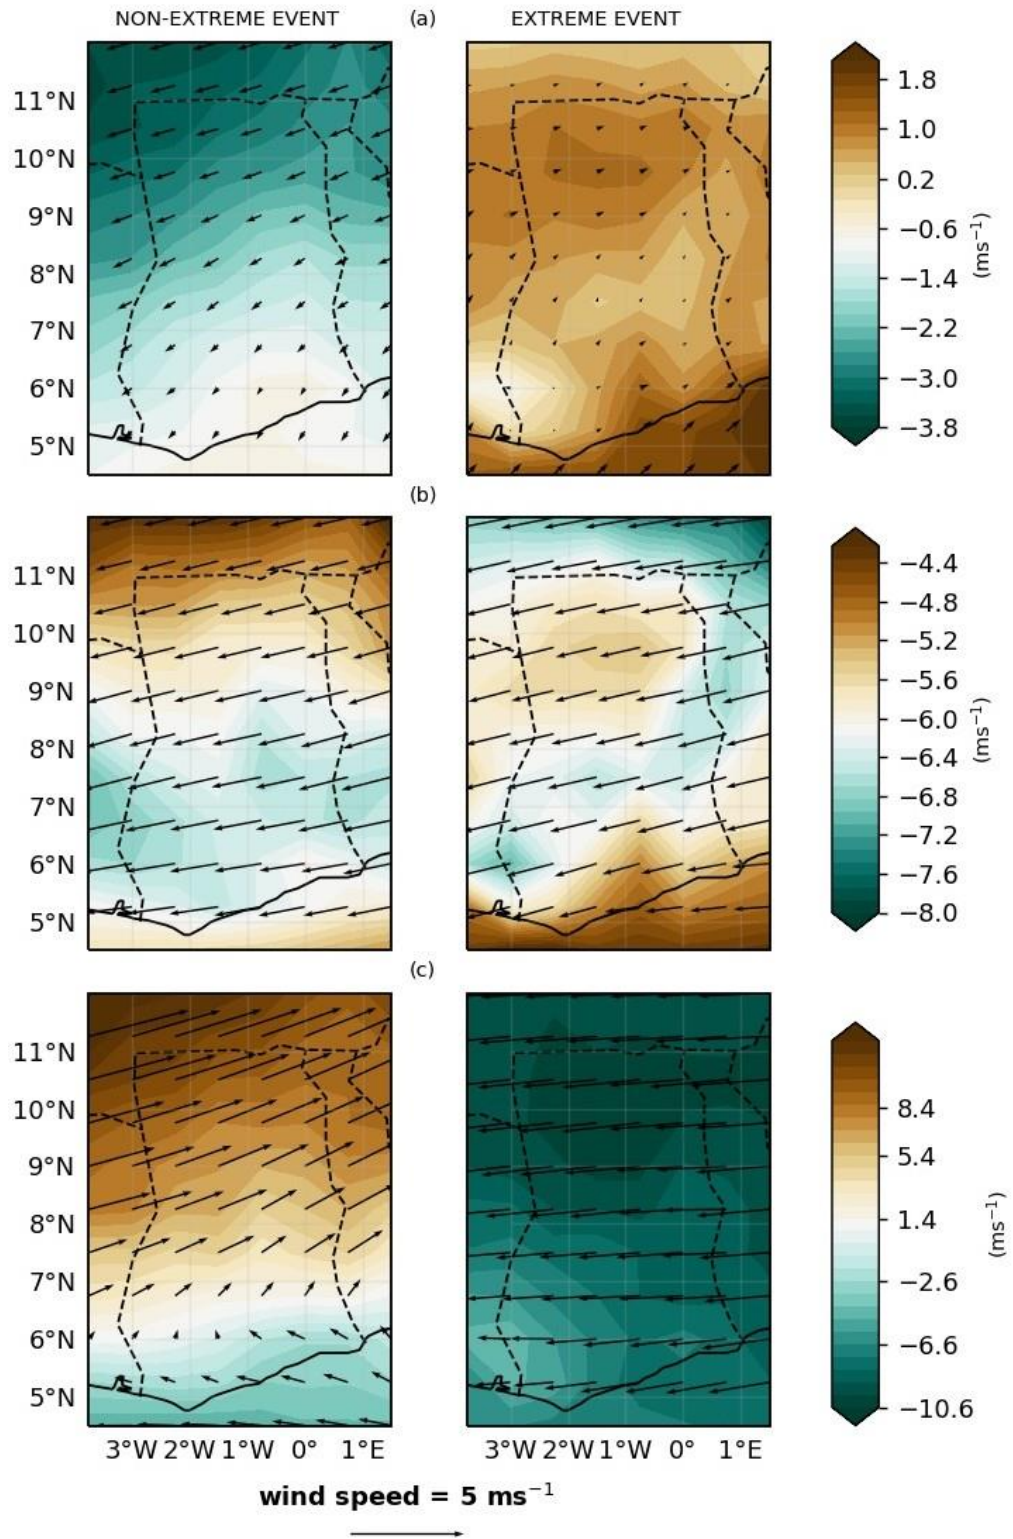 NON-EXTREME EVENT (a) EXTREME EVENT
11°N
10°N
9°N
8°N
7°N
6°N
5°N
1.8
1.0
0.2
−0.6
−1.4
−2.2
−3.0
−3.8
(ms⁻¹)
(b)
11°N
10°N
9°N
8°N
7°N
6°N
5°N
−4.4
−4.8
−5.2
−5.6
−6.0
−6.4
−6.8
−7.2
−7.6
−8.0
(ms⁻¹)
(c)
11°N
10°N
9°N
8°N
7°N
6°N
5°N
8.4
5.4
1.4
−2.6
−6.6
−10.6
(ms⁻¹)
3°W 2°W 1°W 0° 1°E 3°W 2°W 1°W 0° 1°E
wind speed = 5 ms⁻¹